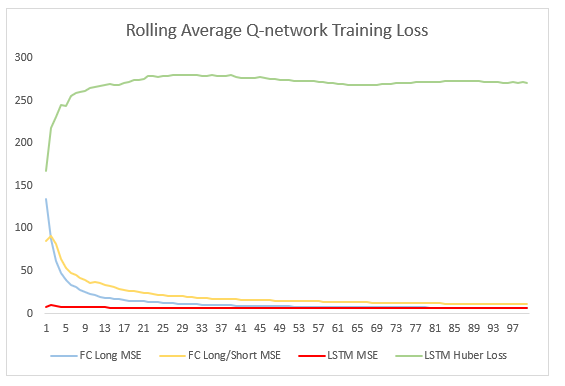 Rolling Average Q-network Training Loss
300
250
200
150
100
50
0
1 5 9 13 17 21 25 29 33 37 41 45 49 53 57 61 65 69 73 77 81 85 89 93 97
FC Long MSE FC Long/Short MSE LSTM MSE LSTM Huber Loss